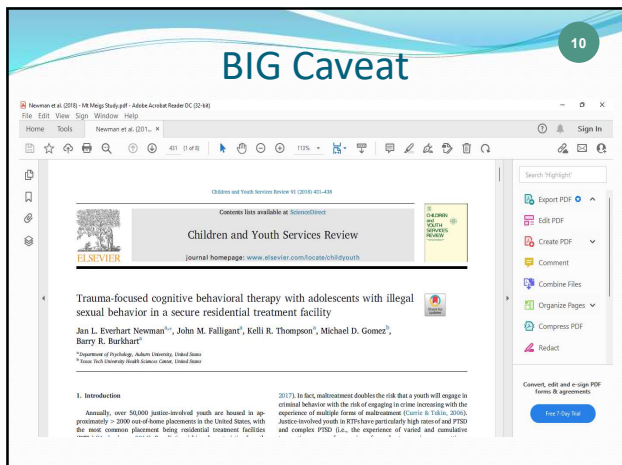 10
BIG Caveat
Newman et al. (2018) - Mt Meigs Study.pdf - Adobe Acrobat Reader DC (32-bit)
File Edit View Sign Window Help
Home Tools Newman et al. (201... × Sign In
431 (1 of 8) 113%
Children and Youth Services Review 91 (2018) 431–438
Contents lists available at ScienceDirect
Children and Youth Services Review
journal homepage: www.elsevier.com/locate/childyouth
ELSEVIER
CHILDREN and YOUTH SERVICES REVIEW
Trauma-focused cognitive behavioral therapy with adolescents with illegal
sexual behavior in a secure residential treatment facility
Check for updates
Jan L. Everhart Newman a,*, John M. Falligant a, Kelli R. Thompson a, Michael D. Gomez b,
Barry R. Burkhart a
a Department of Psychology, Auburn University, United States
b Texas Tech University Health Sciences Center, United States
1. Introduction
Annually, over 50,000 justice-involved youth are housed in ap-
proximately > 2000 out-of-home placements in the United States, with
the most common placement being residential treatment facilities
2017). In fact, maltreatment doubles the risk that a youth will engage in
criminal behavior with the risk of engaging in crime increasing with the
experience of multiple forms of maltreatment (Currie & Tekin, 2006).
Justice-involved youth in RTFs have particularly high rates of and PTSD
and complex PTSD (i.e., the experience of varied and cumulative
Search 'Highlight'
Export PDF
Edit PDF
Create PDF
Comment
Combine Files
Organize Pages
Compress PDF
Redact
Convert, edit and e-sign PDF
forms & agreements
Free 7-Day Trial